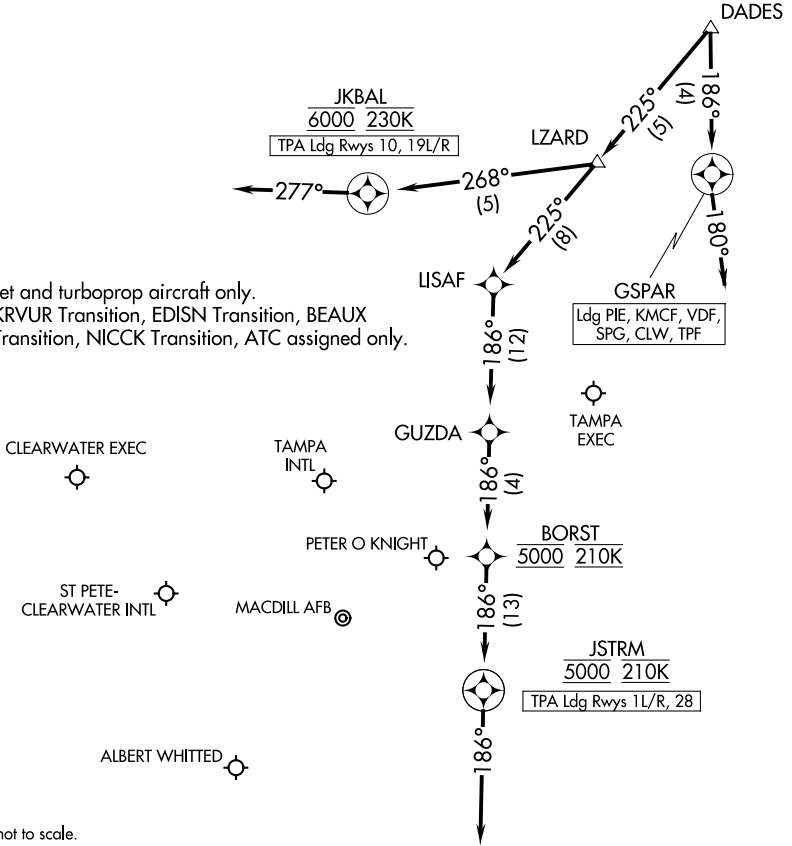 DADES
186°
(4)
225°
(5)
JKBAL
6000 230K
TPA Ldg Rwys 10, 19L/R
LZARD
277°
268°
(5)
225°
(8)
180°
LISAF
GSPAR
Ldg PIE, KMCF, VDF,
SPG, CLW, TPF
et and turboprop aircraft only.
KRVUR Transition, EDISN Transition, BEAUX
Transition, NICCK Transition, ATC assigned only.
186°
(12)
TAMPA
EXEC
GUZDA
CLEARWATER EXEC
TAMPA
INTL
186°
(4)
PETER O KNIGHT
BORST
5000 210K
ST PETE-
CLEARWATER INTL
MACDILL AFB
186°
(13)
JSTRM
5000 210K
TPA Ldg Rwys 1L/R, 28
186°
ALBERT WHITTED
not to scale.